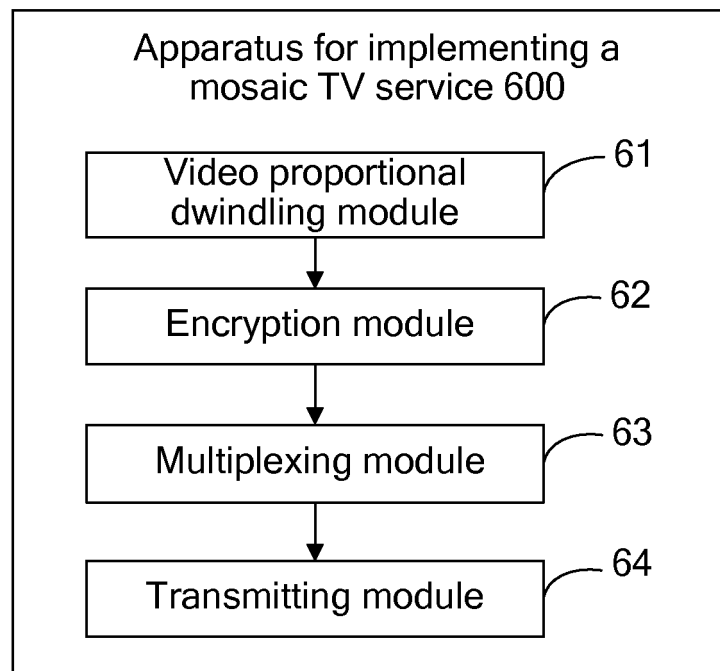 Apparatus for implementing a
mosaic TV service 600
61
Video proportional
dwindling module
62
Encryption module
63
Multiplexing module
64
Transmitting module